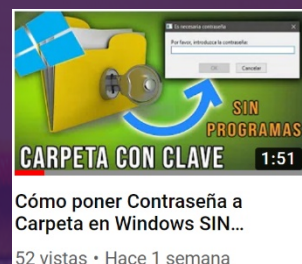 Es necesaria contraseña
Por favor, introduzca la contraseña:
OK Cancelar
SIN
PROGRAMAS
CARPETA CON CLAVE
1:51
Cómo poner Contraseña a
Carpeta en Windows SIN...
52 vistas • Hace 1 semana